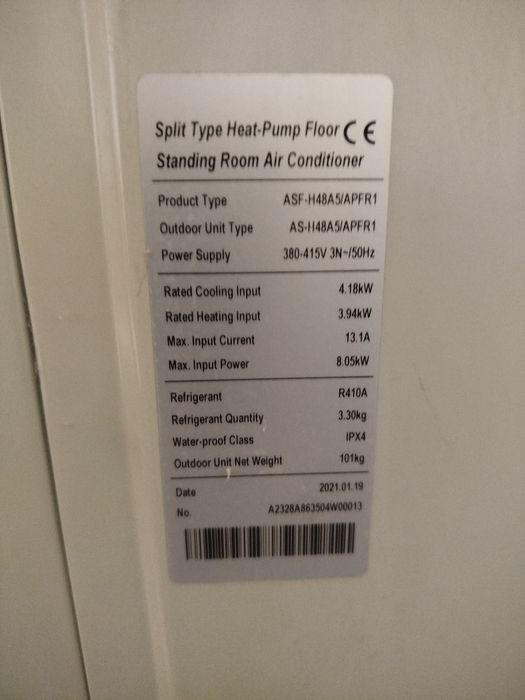 Split Type Heat-Pump Floor CE
Standing Room Air Conditioner
Product Type ASF-H48A5/APFR1
Outdoor Unit Type AS-H48A5/APFR1
Power Supply 380-415V 3N~/50Hz
Rated Cooling Input 4.18kW
Rated Heating Input 3.94kW
Max. Input Current 13.1A
Max. Input Power 8.05kW
Refrigerant R410A
Refrigerant Quantity 3.30kg
Water-proof Class IPX4
Outdoor Unit Net Weight 101kg
Date 2021.01.19
No. A2328A863504W00013